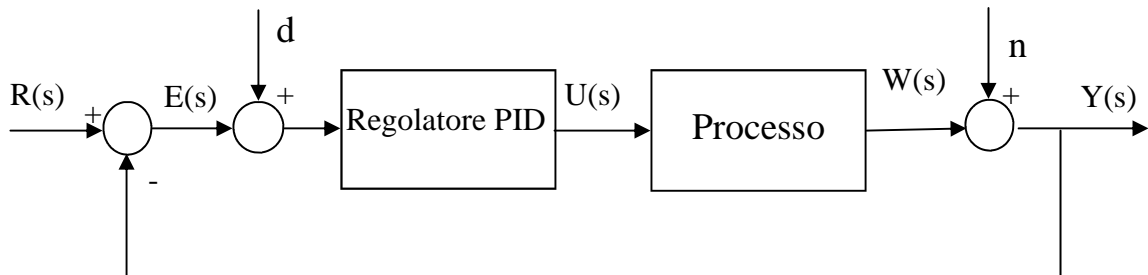 d
n
R(s)
+
E(s)
+
Regolatore PID
U(s)
Processo
W(s)
+
Y(s)
-